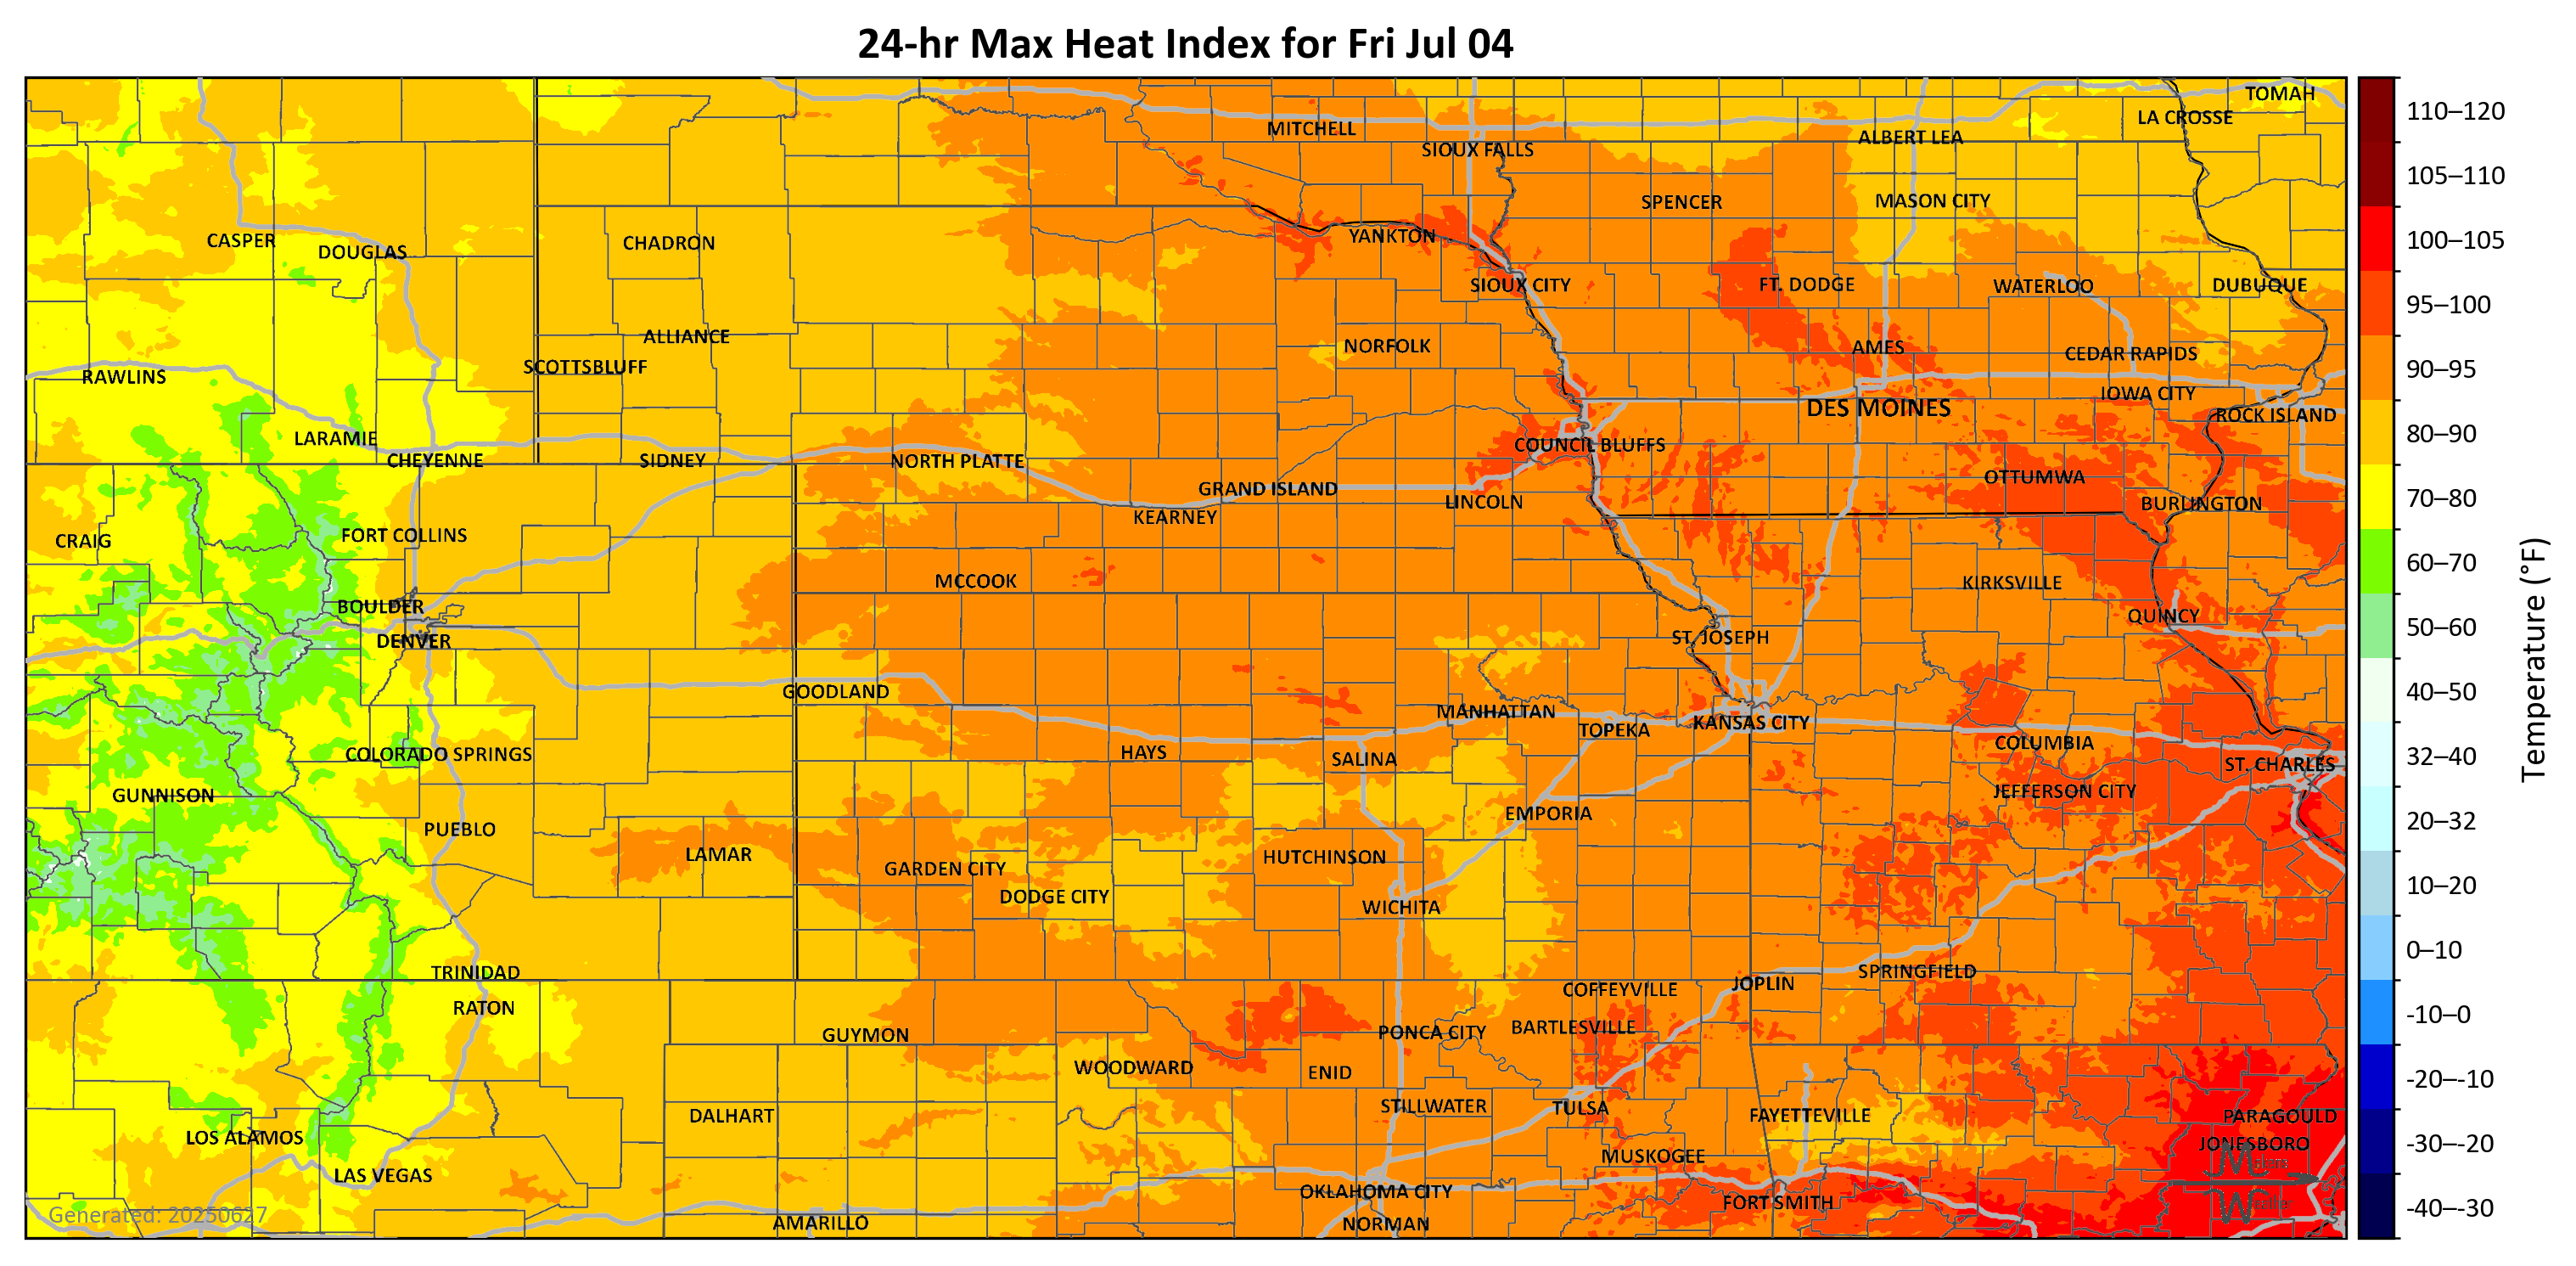 24-hr Max Heat Index for Fri Jul 04
TOMAH
LA CROSSE
MITCHELL
ALBERT LEA
SIOUX FALLS
SPENCER
MASON CITY
YANKTON
CASPER
CHADRON
DOUGLAS
SIOUX CITY
FT. DODGE
WATERLOO
DUBUQUE
ALLIANCE
NORFOLK
AMES
CEDAR RAPIDS
SCOTTSBLUFF
RAWLINS
IOWA CITY
DES MOINES
ROCK ISLAND
LARAMIE
COUNCIL BLUFFS
CHEYENNE
SIDNEY
NORTH PLATTE
OTTUMWA
GRAND ISLAND
LINCOLN
BURLINGTON
KEARNEY
FORT COLLINS
CRAIG
MCCOOK
KIRKSVILLE
BOULDER
QUINCY
DENVER
ST. JOSEPH
GOODLAND
MANHATTAN
KANSAS CITY
TOPEKA
COLUMBIA
COLORADO SPRINGS
HAYS
SALINA
ST. CHARLES
GUNNISON
JEFFERSON CITY
EMPORIA
PUEBLO
LAMAR
HUTCHINSON
GARDEN CITY
DODGE CITY
WICHITA
TRINIDAD
SPRINGFIELD
JOPLIN
COFFEYVILLE
RATON
BARTLESVILLE
PONCA CITY
GUYMON
WOODWARD
ENID
STILLWATER
TULSA
DALHART
FAYETTEVILLE
PARAGOULD
LOS ALAMOS
JONESBORO
MUSKOGEE
LAS VEGAS
OKLAHOMA CITY
FORT SMITH
AMARILLO
NORMAN
Generated: 20250627
110–120
105–110
100–105
95–100
90–95
80–90
70–80
60–70
50–60
40–50
32–40
20–32
10–20
0–10
-10–0
-20–-10
-30–-20
-40–-30
Temperature (°F)